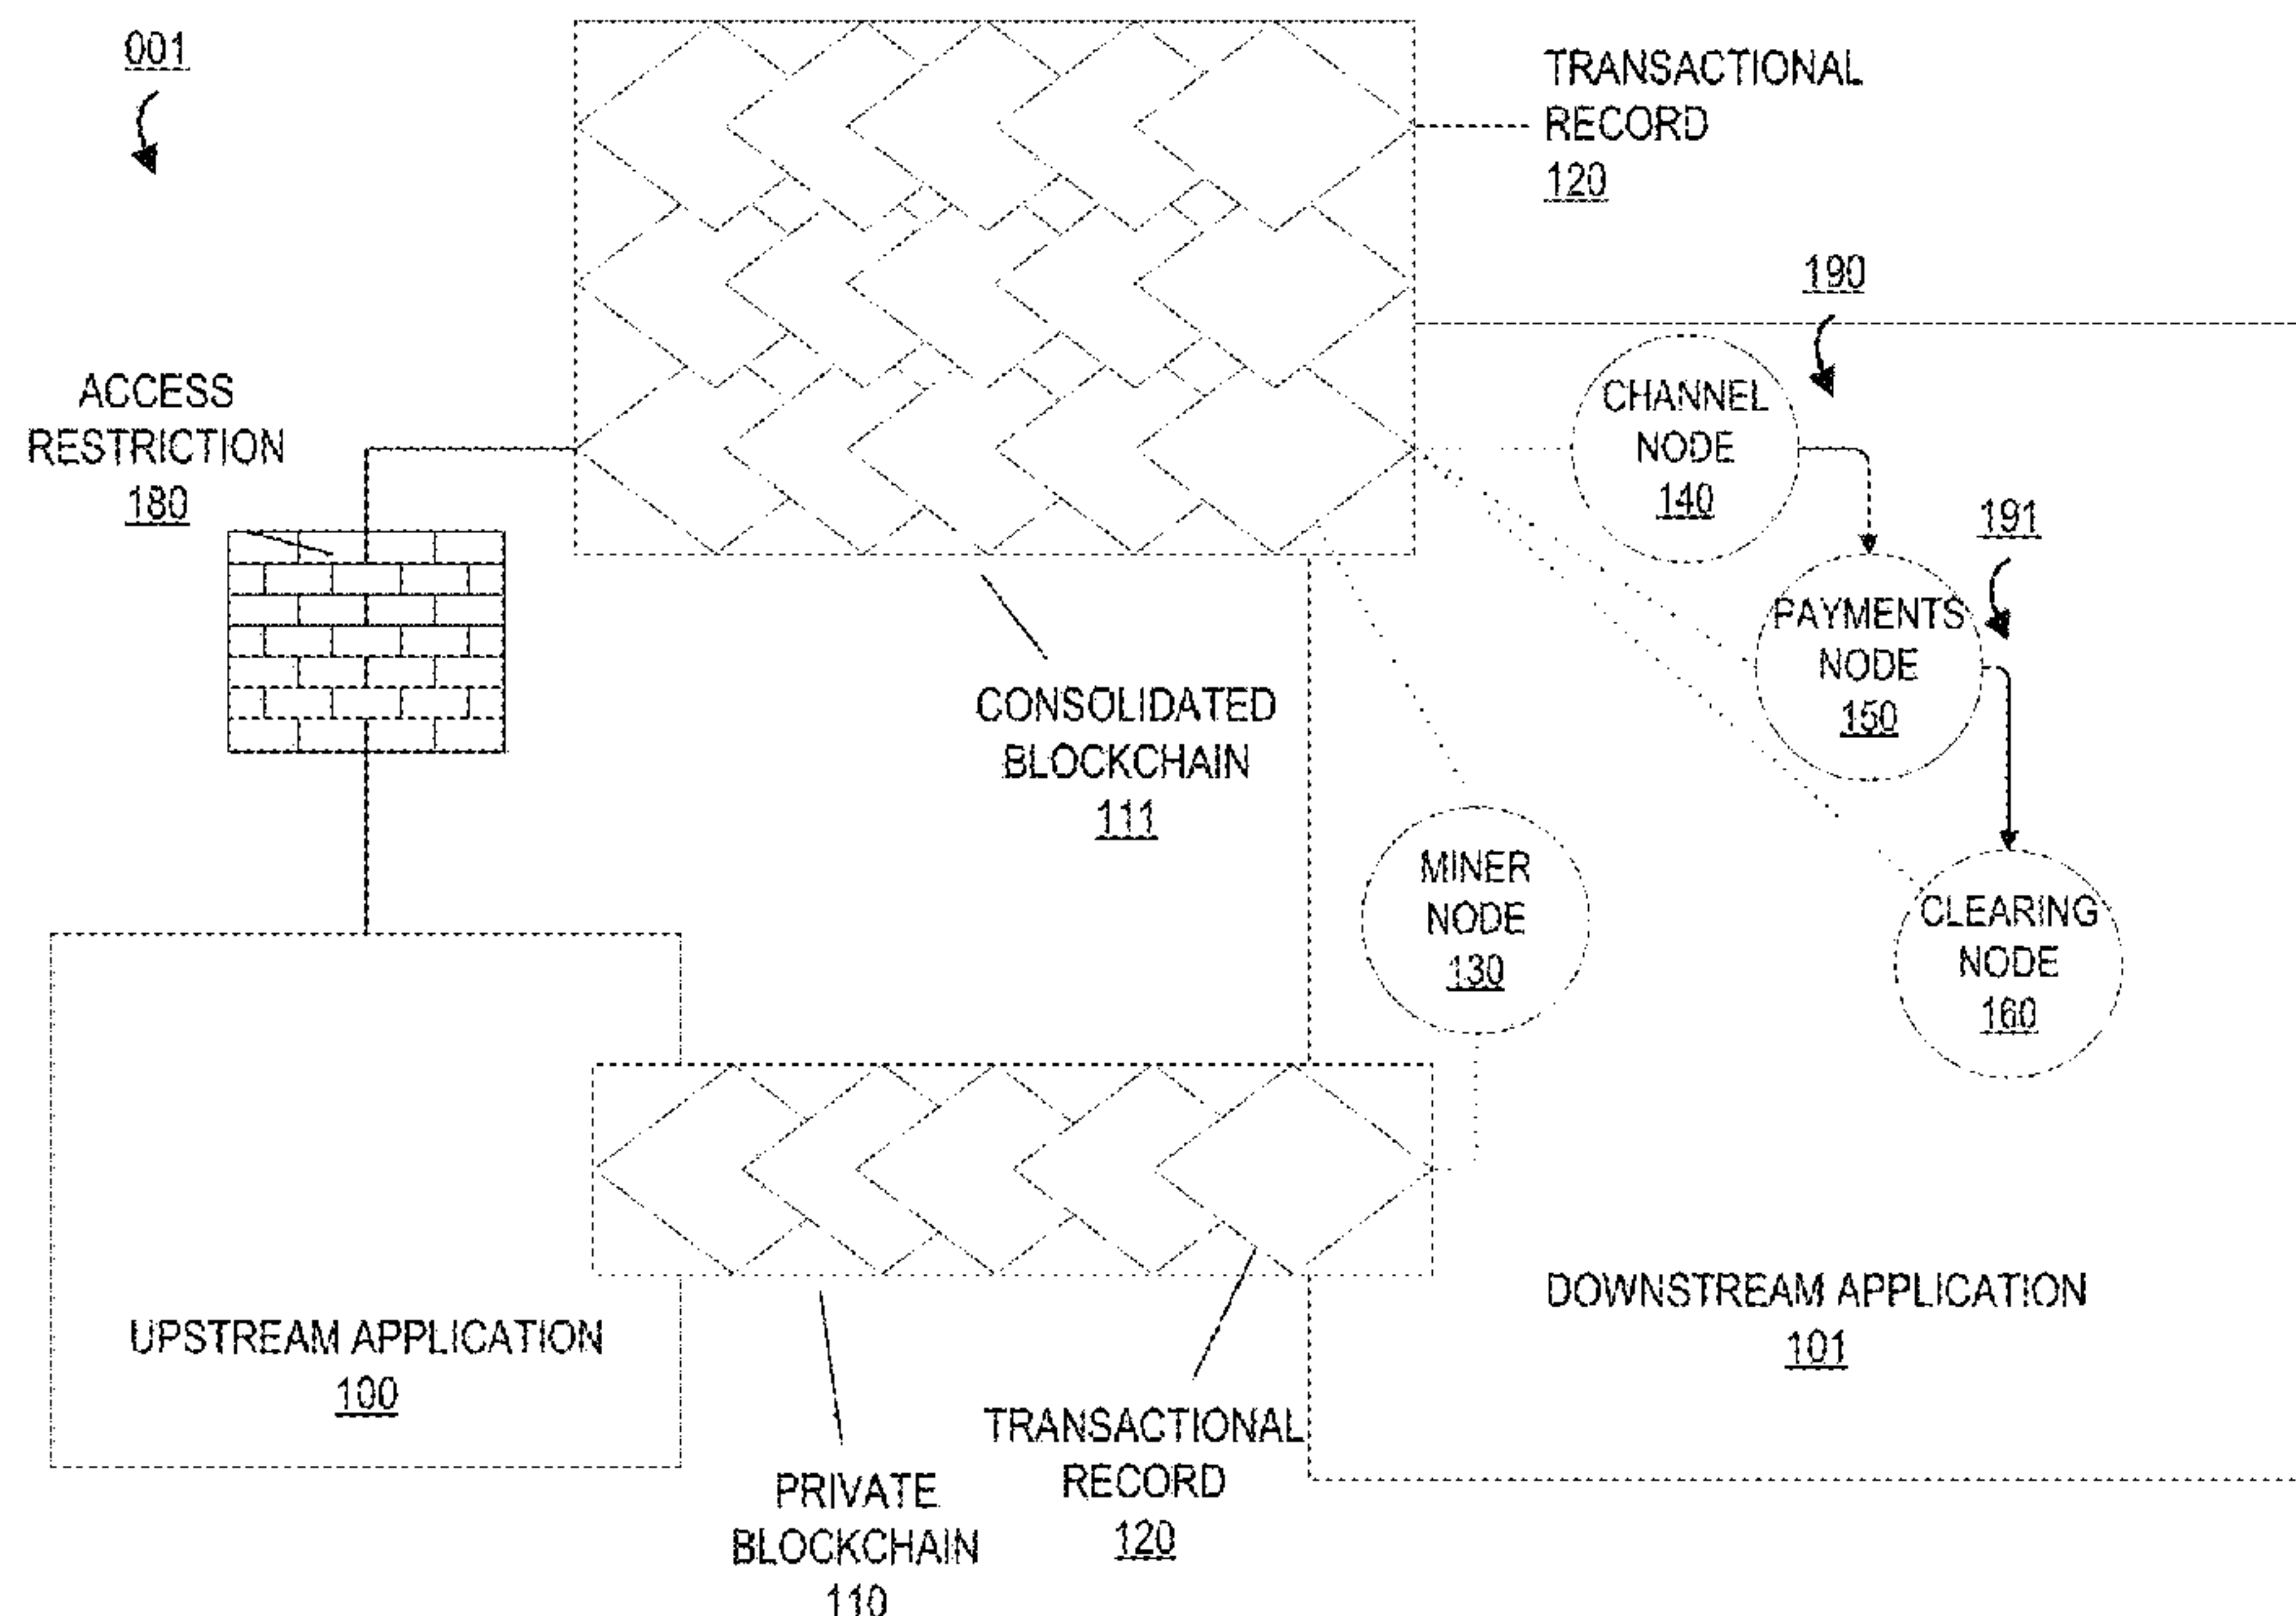 001
TRANSACTIONAL
RECORD
120
190
ACCESS
RESTRICTION
180
CHANNEL
NODE
140
191
PAYMENTS
NODE
150
CONSOLIDATED
BLOCKCHAIN
111
MINER
NODE
130
CLEARING
NODE
160
UPSTREAM APPLICATION
100
DOWNSTREAM APPLICATION
101
TRANSACTIONAL
RECORD
120
PRIVATE
BLOCKCHAIN
110